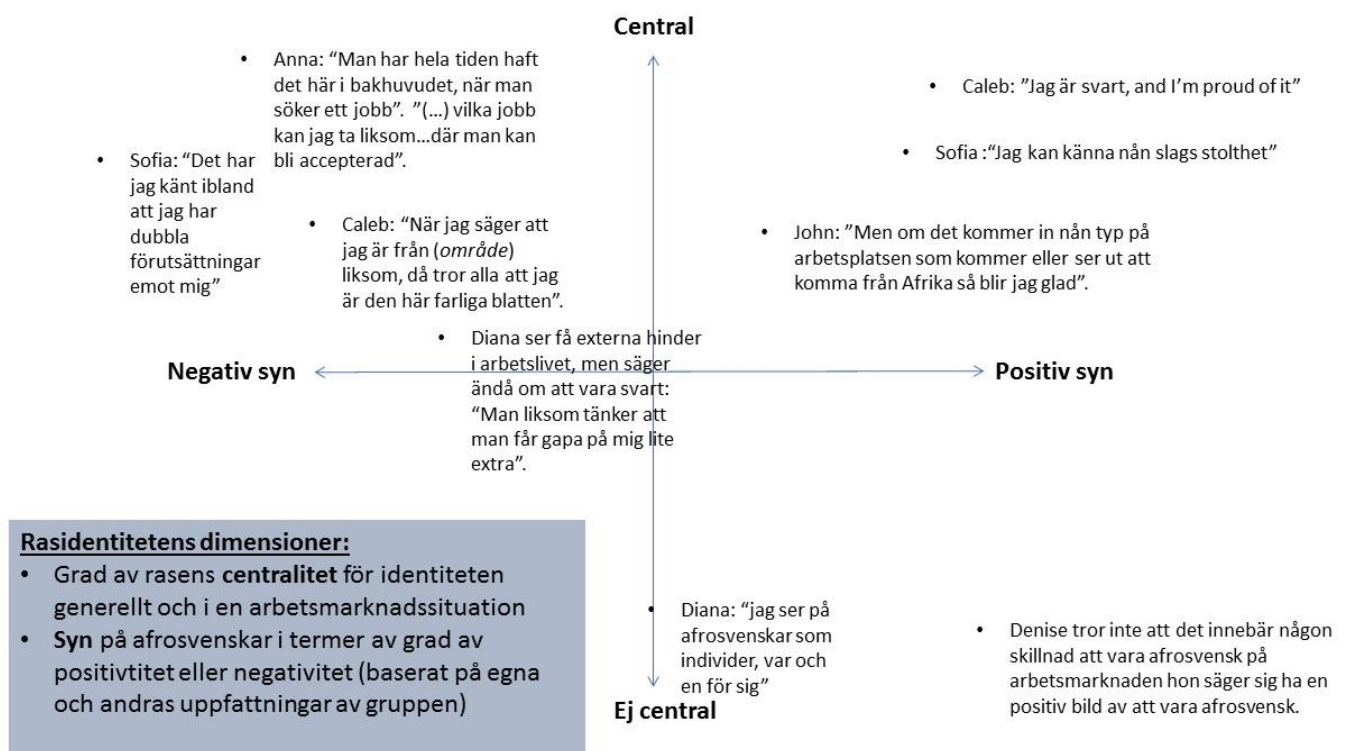 Central
Anna: “Man har hela tiden haft
det här i bakhuvudet, när man
söker ett jobb”. ”(…) vilka jobb
kan jag ta liksom…där man kan
bli accepterad”.
Caleb: ”Jag är svart, and I’m proud of it”
Sofia :“Jag kan känna nån slags stolthet”
Sofia: “Det har
jag känt ibland
att jag har
dubbla
förutsättningar
emot mig”
Caleb: “När jag säger att
jag är från (område)
liksom, då tror alla att jag
är den här farliga blatten”.
John: ”Men om det kommer in nån typ på
arbetsplatsen som kommer eller ser ut att
komma från Afrika så blir jag glad”.
Diana ser få externa hinder
i arbetslivet, men säger
ändå om att vara svart:
“Man liksom tänker att
man får gapa på mig lite
extra”.
Negativ syn
Positiv syn
Rasidentitetens dimensioner:
Grad av rasens centralitet för identiteten
generellt och i en arbetsmarknadssituation
Syn på afrosvenskar i termer av grad av
positivtitet eller negativitet (baserat på egna
och andras uppfattningar av gruppen)
Diana: “jag ser på
afrosvenskar som
individer, var och
en för sig”
Ej central
Denise tror inte att det innebär någon
skillnad att vara afrosvensk på
arbetsmarknaden hon säger sig ha en
positiv bild av att vara afrosvensk.